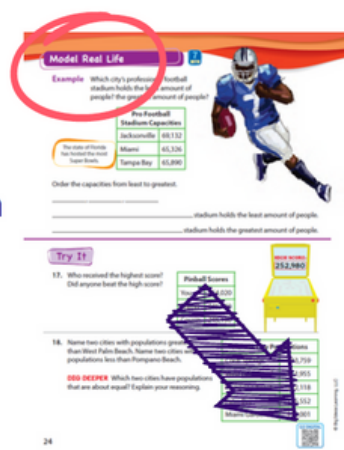 Model Real Life
Example Which city's professional football
stadium holds the least amount of
people? the greatest amount of people?
Pro Football
Stadium Capacities
Jacksonville 69,132
Miami 65,326
Tampa Bay 65,890
The state of Florida
has hosted the most
Super Bowls.
Order the capacities from least to greatest.
stadium holds the least amount of people.
stadium holds the greatest amount of people.
Try It
HIGH SCORE:
252,980
17. Who received the highest score?
Did anyone beat the high score?
Pinball Scores
18. Name two cities with populations
than West Palm Beach. Name two cities
populations less than Pompano Beach.
DIG DEEPER Which two cities have populations
that are about equal? Explain your reasoning.
24